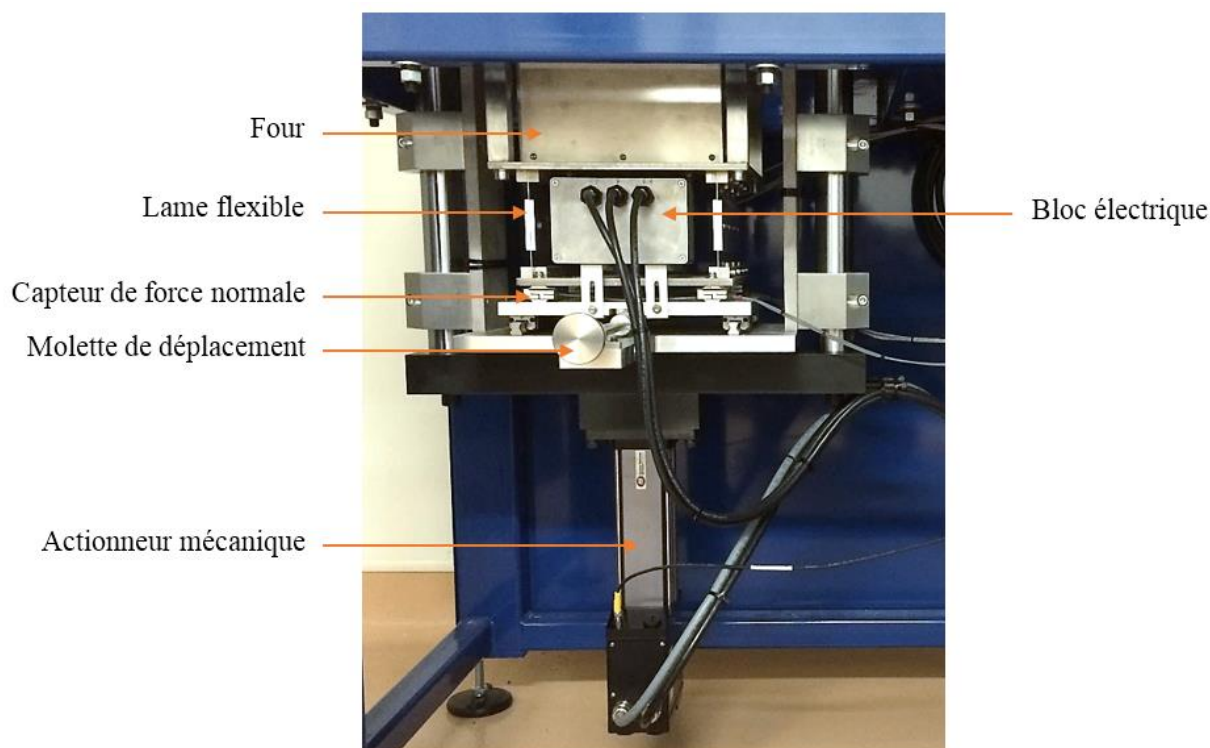 Four
Lame flexible
Bloc électrique
Capteur de force normale
Molette de déplacement
Actionneur mécanique